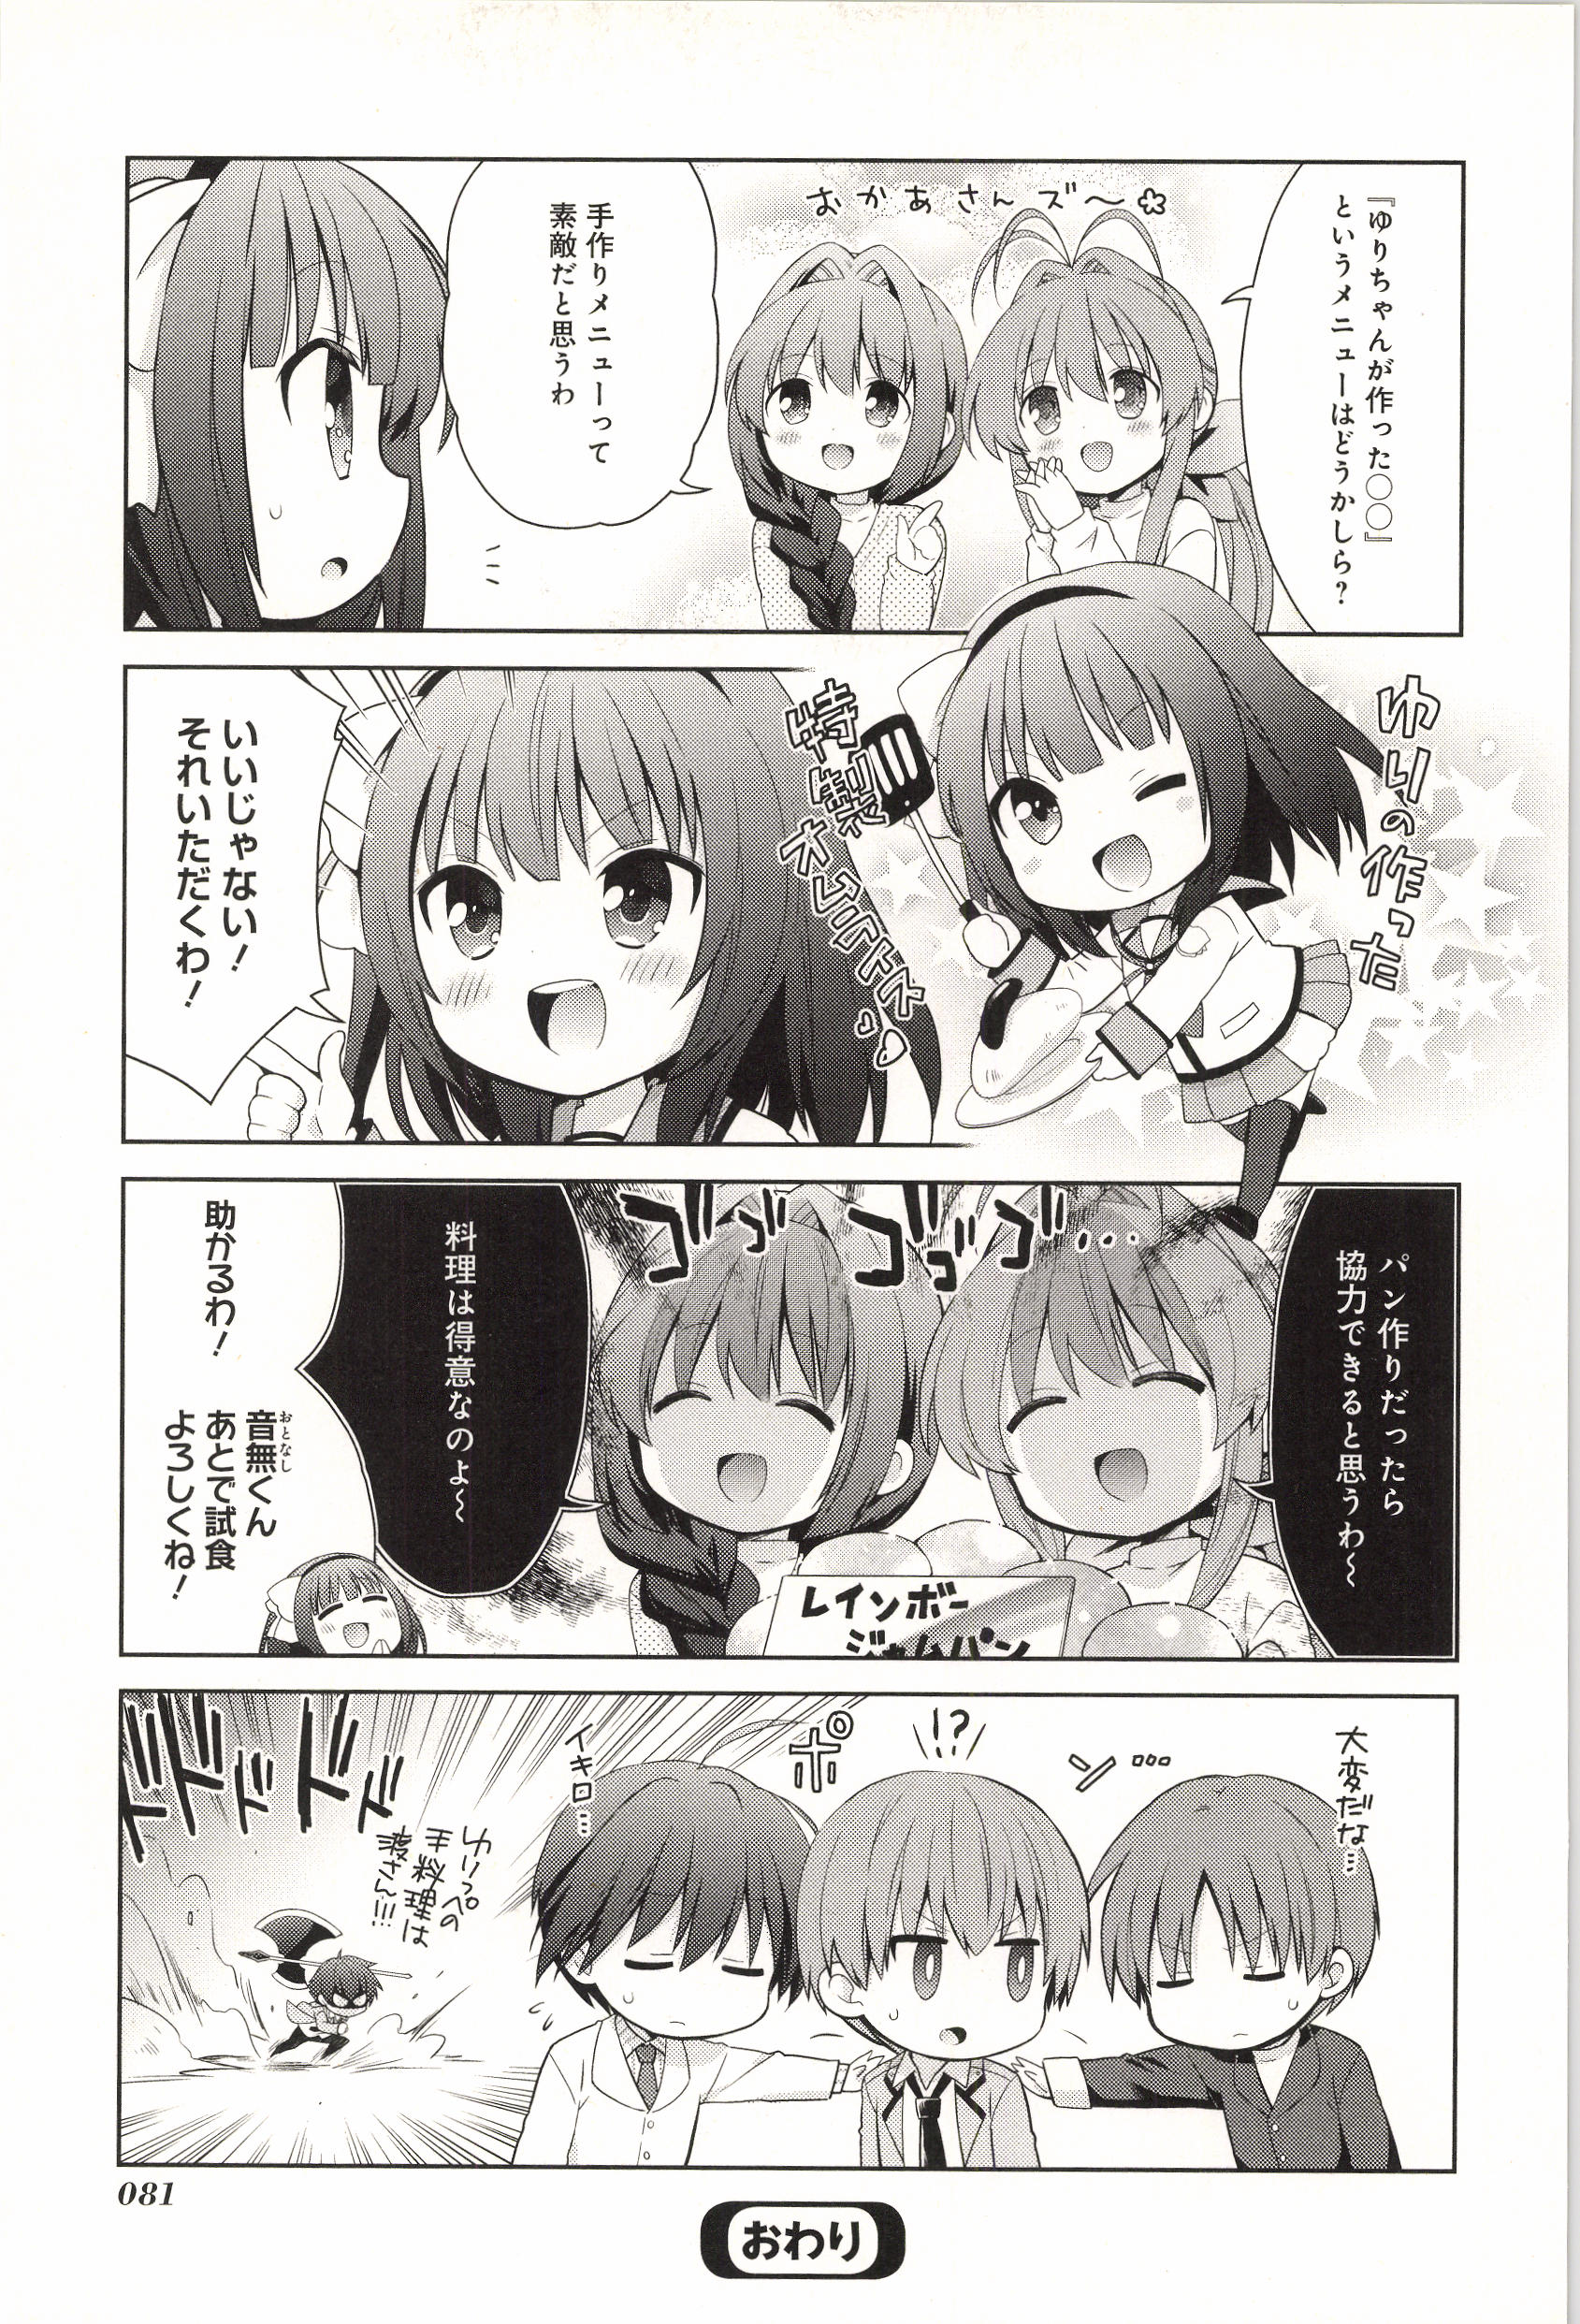 『ゆりちゃんが作った〇〇』
というメニューはどうかしら？
おかあさんズ～
手作りメニューって
素敵だと思うわ
ゆりの作った
特製オムライス
いいじゃない！
それいただくわ！
パン作りだったら
協力できると思うわ～
ゴゴゴゴゴ…
料理は得意なのよ～
レインボー
ジャムパン
助かるわ！
音無くん
おとなし
あとで試食
よろしくね！
大変だな…
!?
ポン…
イキロ…
ゆりっぺの
手料理は
渡さん!!!
ドドドドド
081
おわり